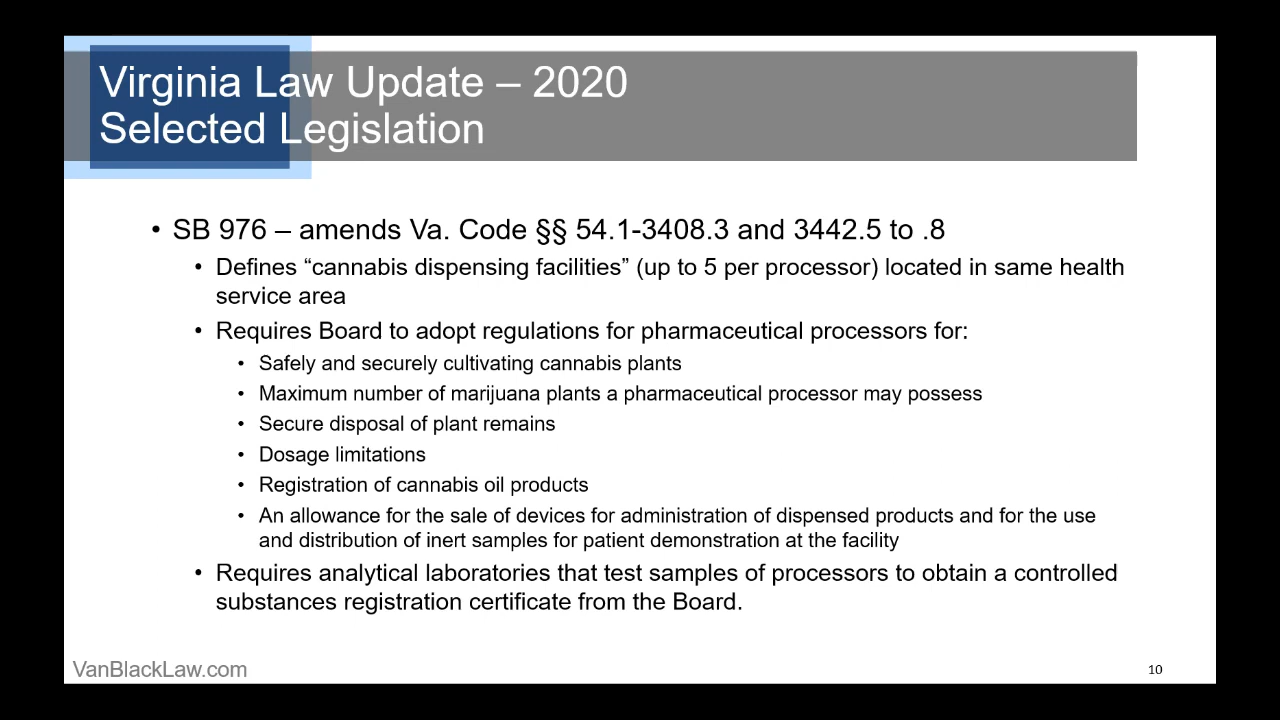 Virginia Law Update – 2020
Selected Legislation
• SB 976 – amends Va. Code §§ 54.1-3408.3 and 3442.5 to .8
• Defines “cannabis dispensing facilities” (up to 5 per processor) located in same health
service area
• Requires Board to adopt regulations for pharmaceutical processors for:
• Safely and securely cultivating cannabis plants
• Maximum number of marijuana plants a pharmaceutical processor may possess
• Secure disposal of plant remains
• Dosage limitations
• Registration of cannabis oil products
• An allowance for the sale of devices for administration of dispensed products and for the use
and distribution of inert samples for patient demonstration at the facility
• Requires analytical laboratories that test samples of processors to obtain a controlled
substances registration certificate from the Board.
VanBlackLaw.com
10